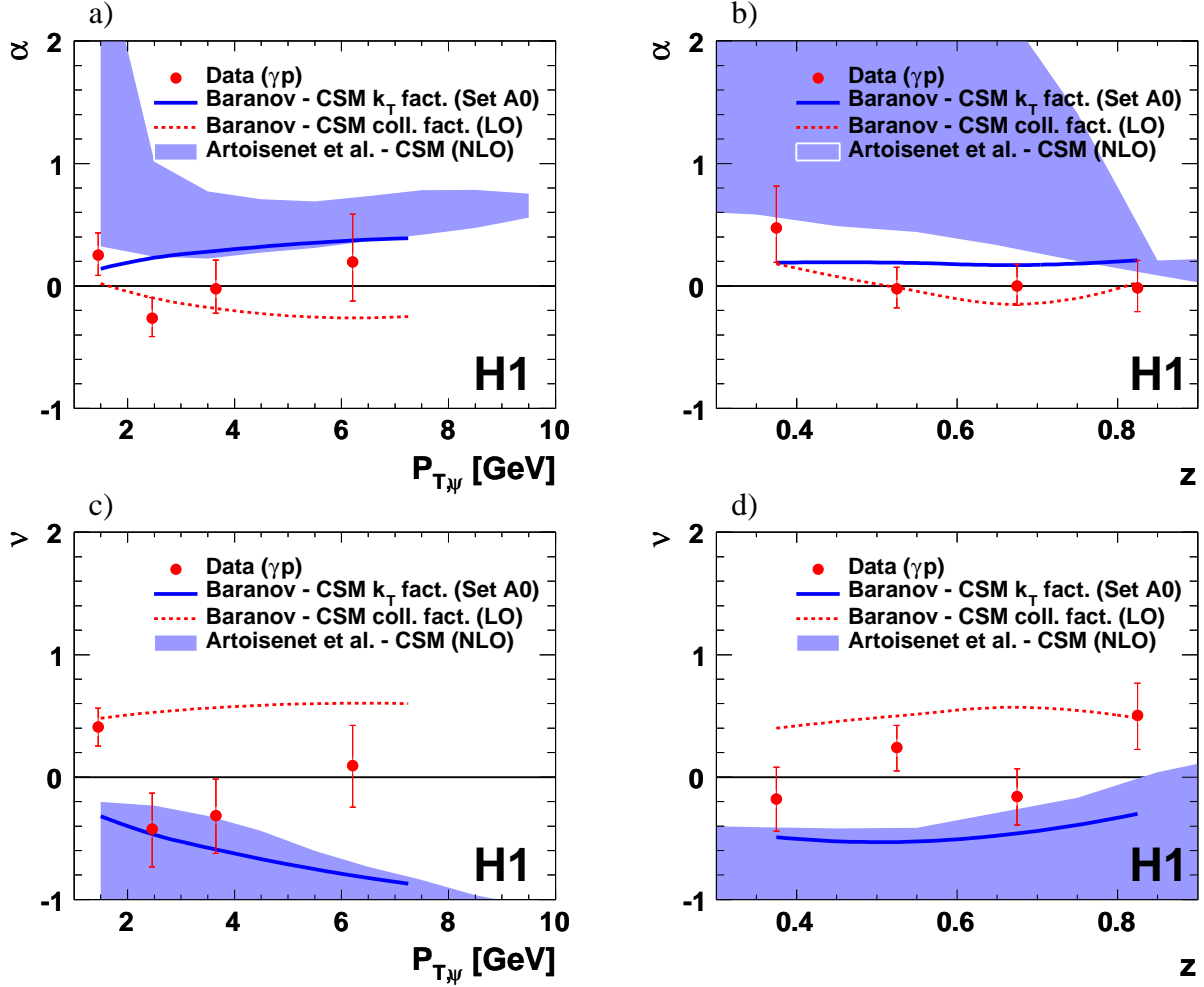 a)
b)
α
2
1
0
-1
Data (γp)
Baranov - CSM k_T fact. (Set A0)
Baranov - CSM coll. fact. (LO)
Artoisenet et al. - CSM (NLO)
H1
2 4 6 8 10
P_T,ψ [GeV]
α
2
1
0
-1
Data (γp)
Baranov - CSM k_T fact. (Set A0)
Baranov - CSM coll. fact. (LO)
Artoisenet et al. - CSM (NLO)
H1
0.4 0.6 0.8
z
c)
d)
ν
2
1
0
-1
Data (γp)
Baranov - CSM k_T fact. (Set A0)
Baranov - CSM coll. fact. (LO)
Artoisenet et al. - CSM (NLO)
H1
2 4 6 8 10
P_T,ψ [GeV]
ν
2
1
0
-1
Data (γp)
Baranov - CSM k_T fact. (Set A0)
Baranov - CSM coll. fact. (LO)
Artoisenet et al. - CSM (NLO)
H1
0.4 0.6 0.8
z